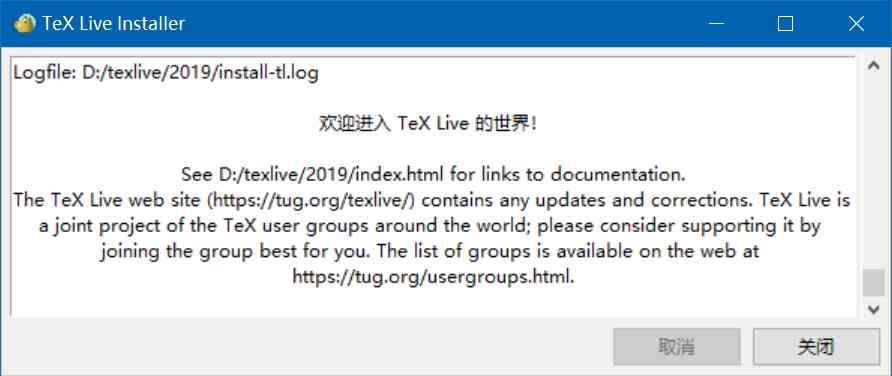 TeX Live Installer
Logfile: D:/texlive/2019/install-tl.log
欢迎进入 TeX Live 的世界！
See D:/texlive/2019/index.html for links to documentation.
The TeX Live web site (https://tug.org/texlive/) contains any updates and corrections. TeX Live is
a joint project of the TeX user groups around the world; please consider supporting it by
joining the group best for you. The list of groups is available on the web at
https://tug.org/usergroups.html.
取消
关闭